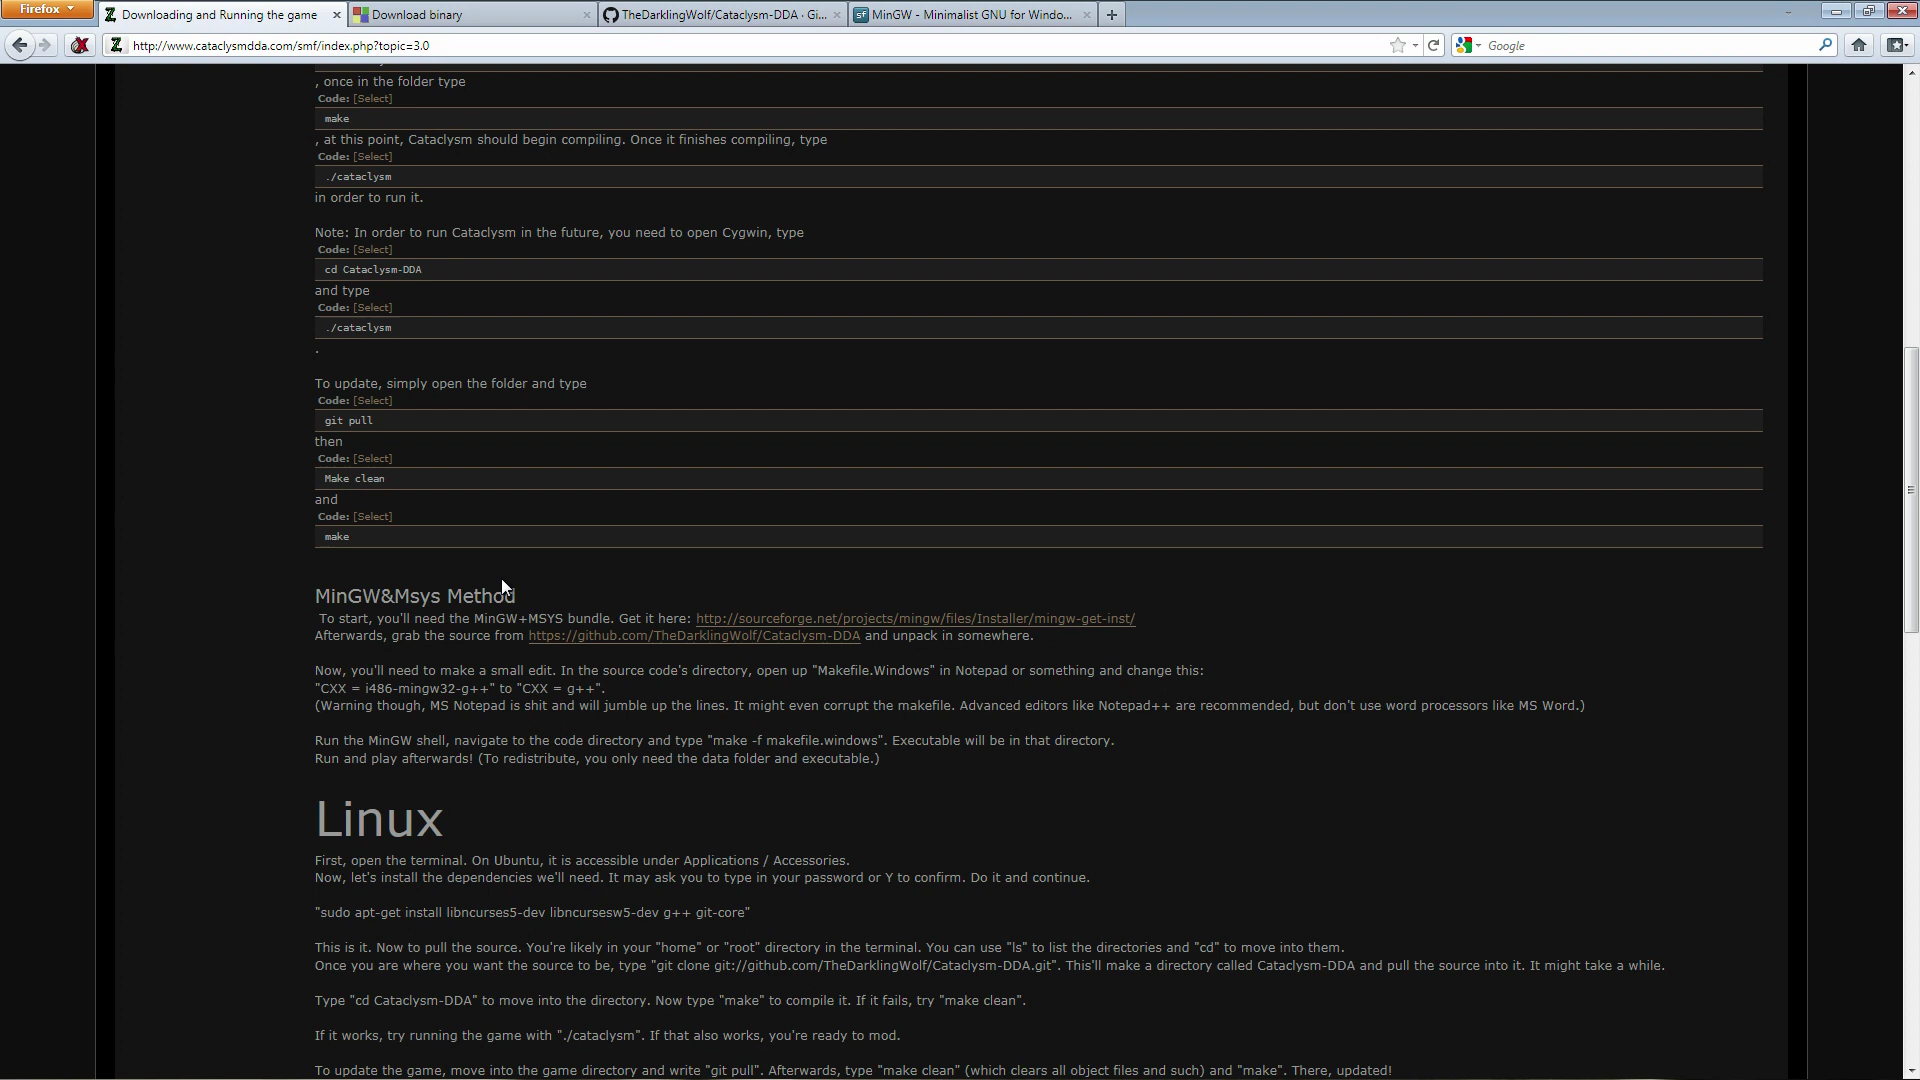 Firefox
Downloading and Running the game
Download binary
TheDarklingWolf/Cataclysm-DDA · Gi...
MinGW - Minimalist GNU for Windo...
http://www.cataclysmdda.com/smf/index.php?topic=3.0
Google
, once in the folder type
Code: [Select]
make
, at this point, Cataclysm should begin compiling. Once it finishes compiling, type
Code: [Select]
./cataclysm
in order to run it.
Note: In order to run Cataclysm in the future, you need to open Cygwin, type
Code: [Select]
cd Cataclysm-DDA
and type
Code: [Select]
./cataclysm
.
To update, simply open the folder and type
Code: [Select]
git pull
then
Code: [Select]
Make clean
and
Code: [Select]
make
MinGW&Msys Method
To start, you'll need the MinGW+MSYS bundle. Get it here: http://sourceforge.net/projects/mingw/files/Installer/mingw-get-inst/
Afterwards, grab the source from https://github.com/TheDarklingWolf/Cataclysm-DDA and unpack in somewhere.
Now, you'll need to make a small edit. In the source code's directory, open up "Makefile.Windows" in Notepad or something and change this:
"CXX = i486-mingw32-g++" to "CXX = g++".
(Warning though, MS Notepad is shit and will jumble up the lines. It might even corrupt the makefile. Advanced editors like Notepad++ are recommended, but don't use word processors like MS Word.)
Run the MinGW shell, navigate to the code directory and type "make -f makefile.windows". Executable will be in that directory.
Run and play afterwards! (To redistribute, you only need the data folder and executable.)
Linux
First, open the terminal. On Ubuntu, it is accessible under Applications / Accessories.
Now, let's install the dependencies we'll need. It may ask you to type in your password or Y to confirm. Do it and continue.
"sudo apt-get install libncurses5-dev libncursesw5-dev g++ git-core"
This is it. Now to pull the source. You're likely in your "home" or "root" directory in the terminal. You can use "ls" to list the directories and "cd" to move into them.
Once you are where you want the source to be, type "git clone git://github.com/TheDarklingWolf/Cataclysm-DDA.git". This'll make a directory called Cataclysm-DDA and pull the source into it. It might take a while.
Type "cd Cataclysm-DDA" to move into the directory. Now type "make" to compile it. If it fails, try "make clean".
If it works, try running the game with "./cataclysm". If that also works, you're ready to mod.
To update the game, move into the game directory and write "git pull". Afterwards, type "make clean" (which clears all object files and such) and "make". There, updated!